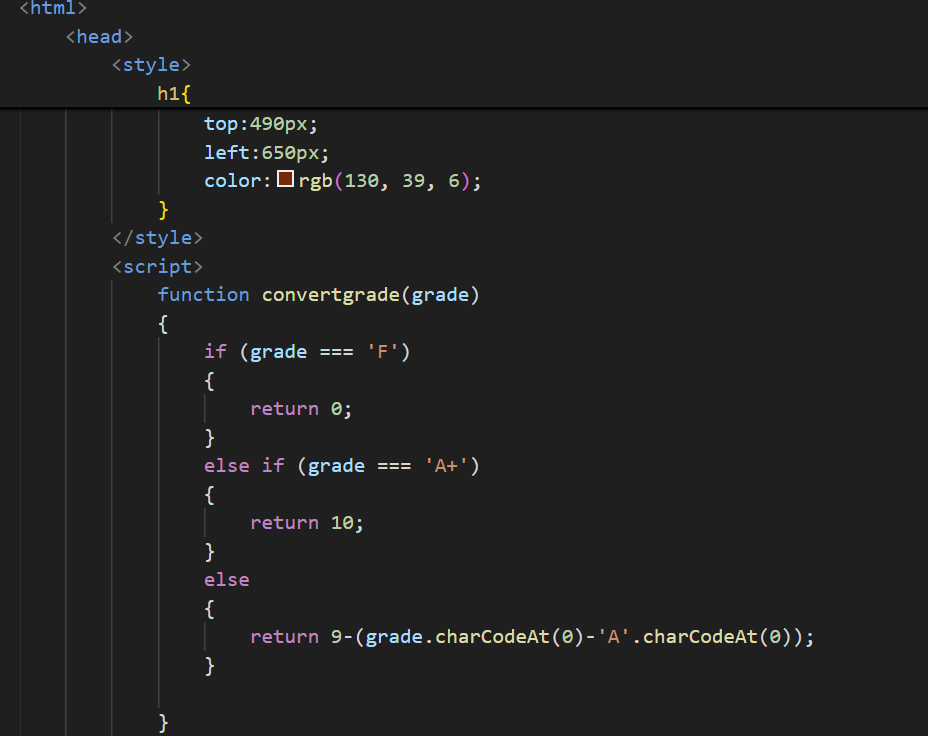 <html>
<head>
<style>
h1{
top:490px;
left:650px;
color:rgb(130, 39, 6);
}
</style>
<script>
function convertgrade(grade)
{
if (grade === 'F')
{
return 0;
}
else if (grade === 'A+')
{
return 10;
}
else
{
return 9-(grade.charCodeAt(0)-'A'.charCodeAt(0));
}
}